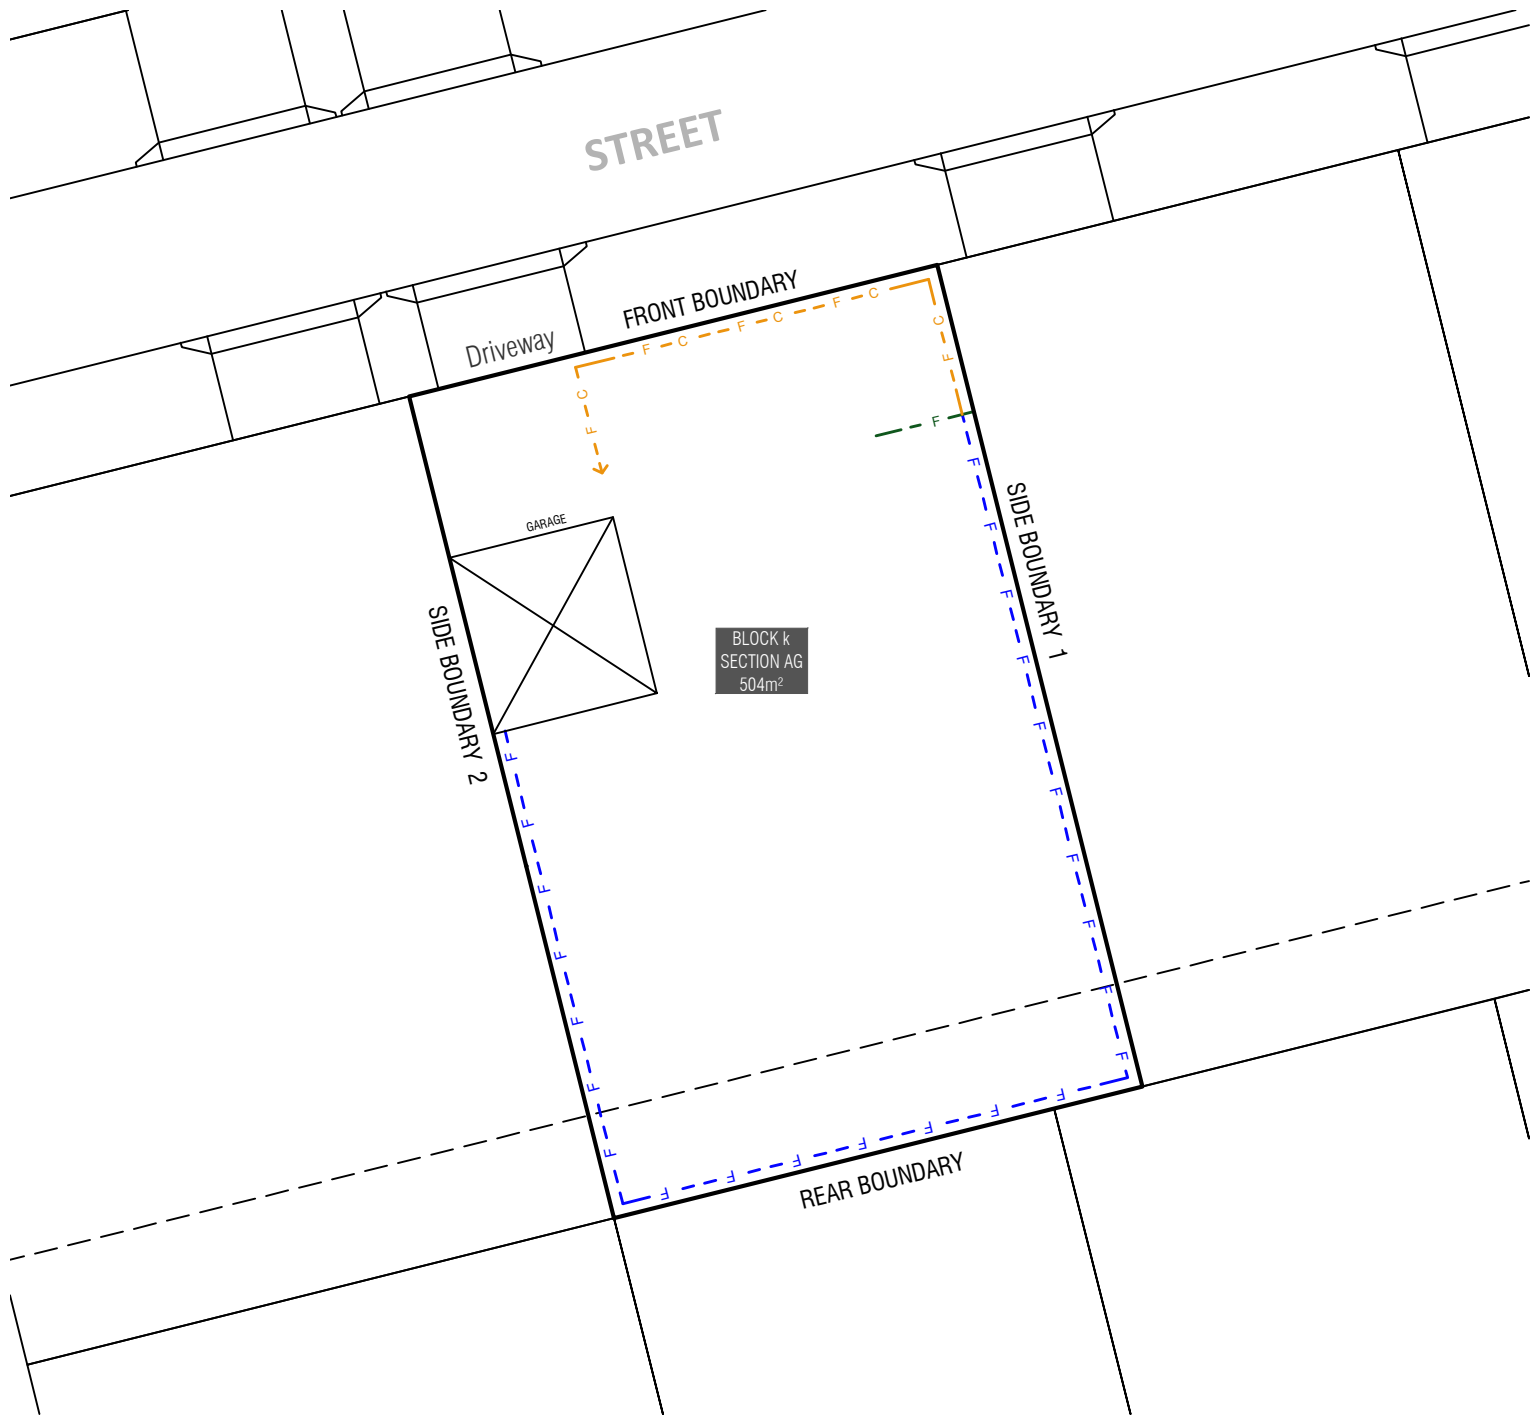 STREET
FRONT BOUNDARY
Driveway
F C F C F C
C F
C F
F
GARAGE
SIDE BOUNDARY 1
F F F F F F F F F F
SIDE BOUNDARY 2
F F F F F F F
BLOCK k
SECTION AG
504m²
F F F F F F F
REAR BOUNDARY